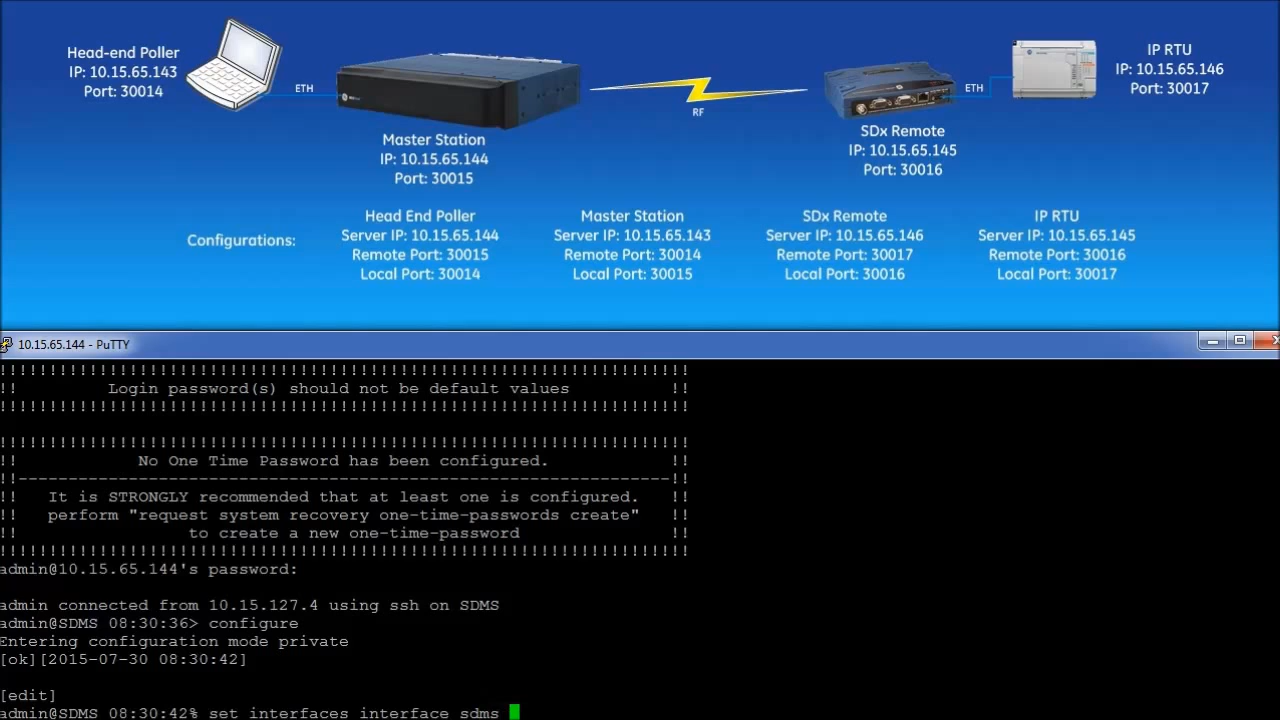 Head-end Poller
IP: 10.15.65.143
Port: 30014
ETH
Master Station
IP: 10.15.65.144
Port: 30015
RF
SDx Remote
IP: 10.15.65.145
Port: 30016
ETH
IP RTU
IP: 10.15.65.146
Port: 30017
Configurations:
Head End Poller
Server IP: 10.15.65.144
Remote Port: 30015
Local Port: 30014
Master Station
Server IP: 10.15.65.143
Remote Port: 30014
Local Port: 30015
SDx Remote
Server IP: 10.15.65.146
Remote Port: 30017
Local Port: 30016
IP RTU
Server IP: 10.15.65.145
Remote Port: 30016
Local Port: 30017
10.15.65.144 - PuTTY
!!!!!!!!!!!!!!!!!!!!!!!!!!!!!!!!!!!!!!!!!!!!!!!!!!!!!!!!!!!!!!!!!!!!!
!! Login password(s) should not be default values !!
!!!!!!!!!!!!!!!!!!!!!!!!!!!!!!!!!!!!!!!!!!!!!!!!!!!!!!!!!!!!!!!!!!!!!
!!!!!!!!!!!!!!!!!!!!!!!!!!!!!!!!!!!!!!!!!!!!!!!!!!!!!!!!!!!!!!!!!!!!!
!! No One Time Password has been configured. !!
!!-----------------------------------------------------------------!!
!! It is STRONGLY recommended that at least one is configured. !!
!! perform "request system recovery one-time-passwords create"
!! to create a new one-time-password !!
!!!!!!!!!!!!!!!!!!!!!!!!!!!!!!!!!!!!!!!!!!!!!!!!!!!!!!!!!!!!!!!!!!!!!
admin@10.15.65.144's password:
admin connected from 10.15.127.4 using ssh on SDMS
admin@SDMS 08:30:36> configure
Entering configuration mode private
[ok][2015-07-30 08:30:42]
[edit]
admin@SDMS 08:30:42% set interfaces interface sdms